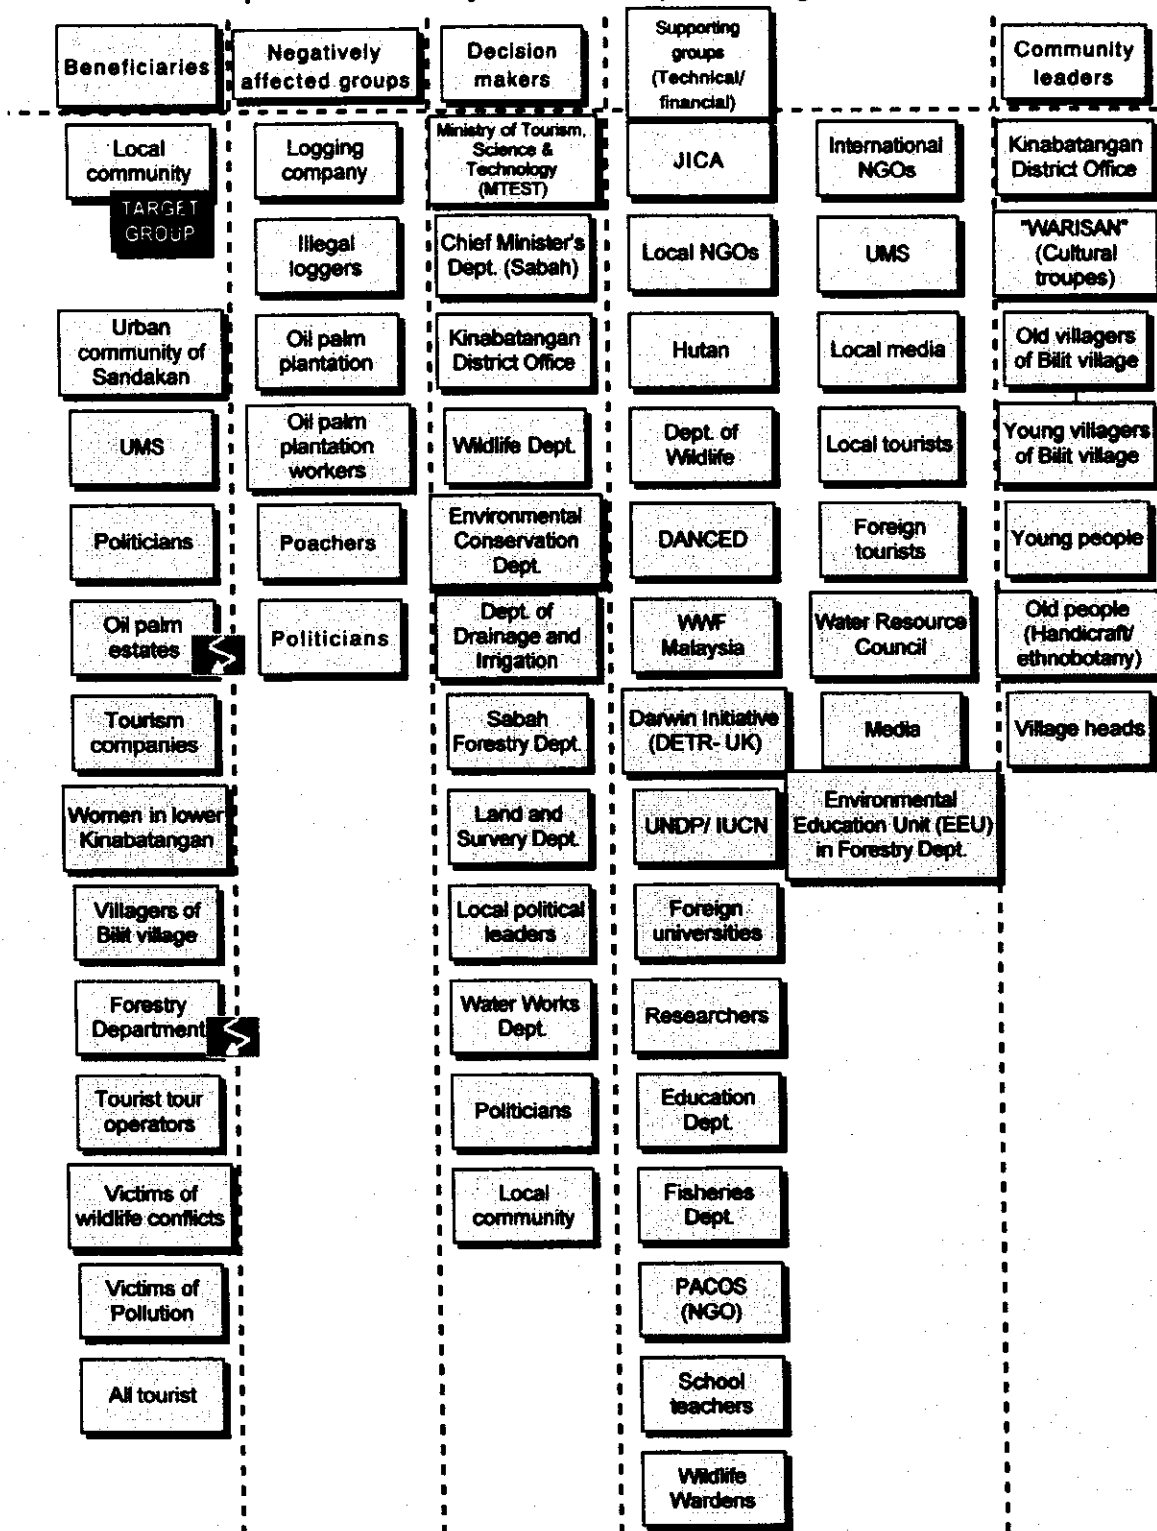 Beneficiaries
Negatively
affected groups
Decision
makers
Supporting
groups
(Technical/
financial)
Community
leaders
Local
community
TARGET
GROUP
Urban
community of
Sandakan
UMS
Politicians
Oil palm
estates
Tourism
companies
Women in lower
Kinabatangan
Villagers of
Bilit village
Forestry
Department
Tourist tour
operators
Victims of
wildlife conflicts
Victims of
Pollution
All tourist
Logging
company
Illegal
loggers
Oil palm
plantation
Oil palm
plantation
workers
Poachers
Politicians
Ministry of Tourism,
Science &
Technology
(MTEST)
Chief Minister's
Dept. (Sabah)
Kinabatangan
District Office
Wildlife Dept.
Environmental
Conservation
Dept.
Dept. of
Drainage and
Irrigation
Sabah
Forestry Dept.
Land and
Survery Dept.
Local political
leaders
Water Works
Dept.
Politicians
Local
community
JICA
Local NGOs
Hutan
Dept. of
Wildlife
DANCED
WWF
Malaysia
Darwin Initiative
(DETR- UK)
UNDP/ IUCN
Foreign
universities
Researchers
Education
Dept.
Fisheries
Dept.
PACOS
(NGO)
School
teachers
Wildlife
Wardens
International
NGOs
UMS
Local media
Local tourists
Foreign
tourists
Water Resource
Council
Media
Environmental
Education Unit (EEU)
in Forestry Dept.
Kinabatangan
District Office
"WARISAN"
(Cultural
troupes)
Old villagers
of Bilit village
Young villagers
of Bilit village
Young people
Old people
(Handicraft/
ethnobotany)
Village heads